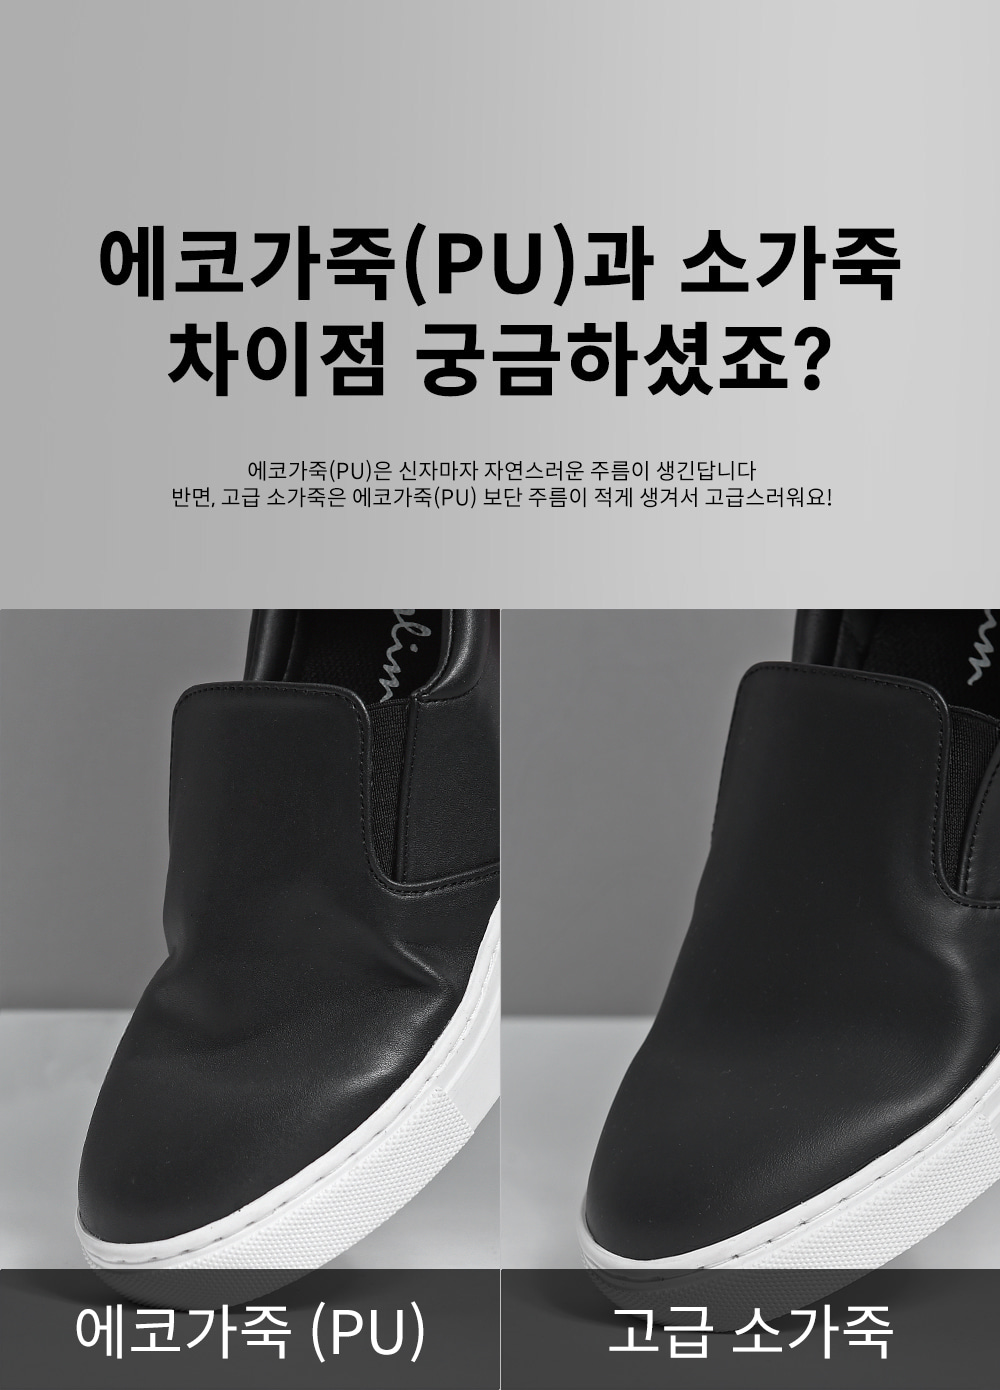 에코가죽(PU)과 소가죽
차이점 궁금하셨죠?
에코가죽(PU)은 신자마자 자연스러운 주름이 생긴답니다
반면, 고급 소가죽은 에코가죽(PU) 보단 주름이 적게 생겨서 고급스러워요!
에코가죽 (PU)
고급 소가죽